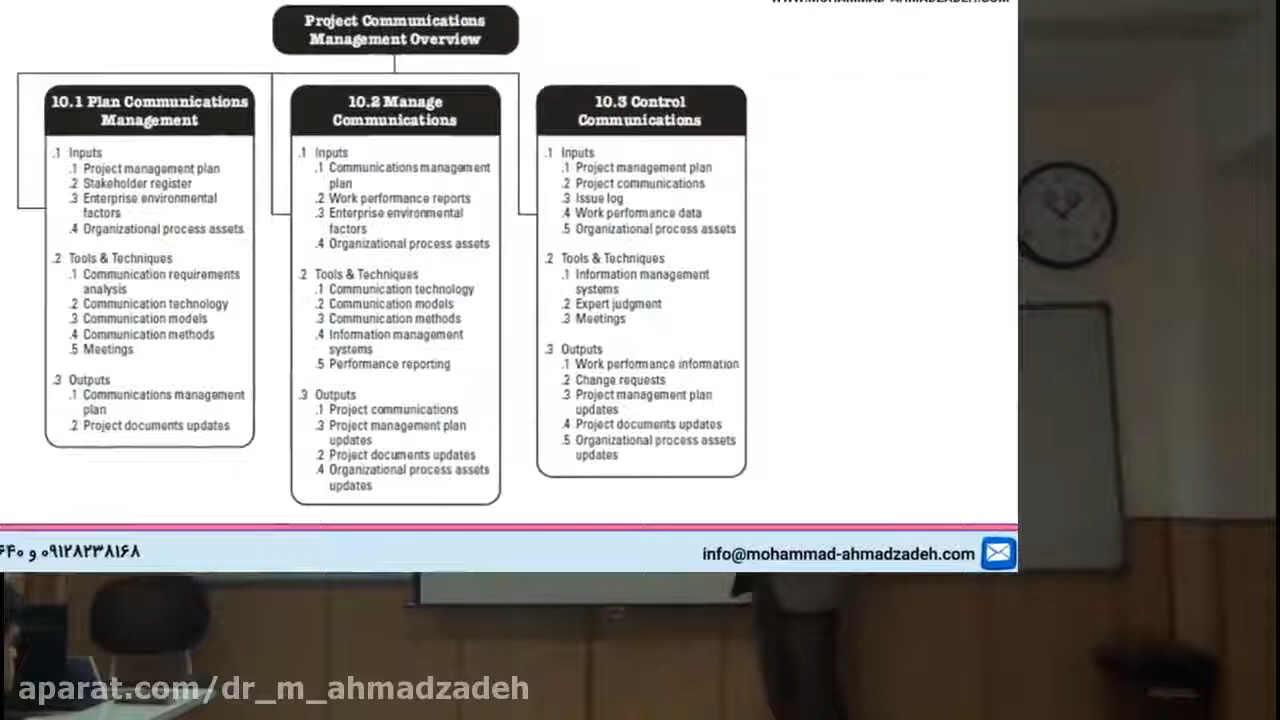 WWW.MOHAMMAD-AHMADZADEH.COM
Project Communications
Management Overview
10.1 Plan Communications
Management
.1 Inputs
.1 Project management plan
.2 Stakeholder register
.3 Enterprise environmental
factors
.4 Organizational process assets
.2 Tools & Techniques
.1 Communication requirements
analysis
.2 Communication technology
.3 Communication models
.4 Communication methods
.5 Meetings
.3 Outputs
.1 Communications management
plan
.2 Project documents updates
10.2 Manage
Communications
.1 Inputs
.1 Communications management
plan
.2 Work performance reports
.3 Enterprise environmental
factors
.4 Organizational process assets
.2 Tools & Techniques
.1 Communication technology
.2 Communication models
.3 Communication methods
.4 Information management
systems
.5 Performance reporting
.3 Outputs
.1 Project communications
.3 Project management plan
updates
.2 Project documents updates
.4 Organizational process assets
updates
10.3 Control
Communications
.1 Inputs
.1 Project management plan
.2 Project communications
.3 Issue log
.4 Work performance data
.5 Organizational process assets
.2 Tools & Techniques
.1 Information management
systems
.2 Expert judgment
.3 Meetings
.3 Outputs
.1 Work performance information
.2 Change requests
.3 Project management plan
updates
.4 Project documents updates
.5 Organizational process assets
updates
۰۹۱۲۸۲۳۸۱۶۸ و
info@mohammad-ahmadzadeh.com
aparat.com/dr_m_ahmadzadeh